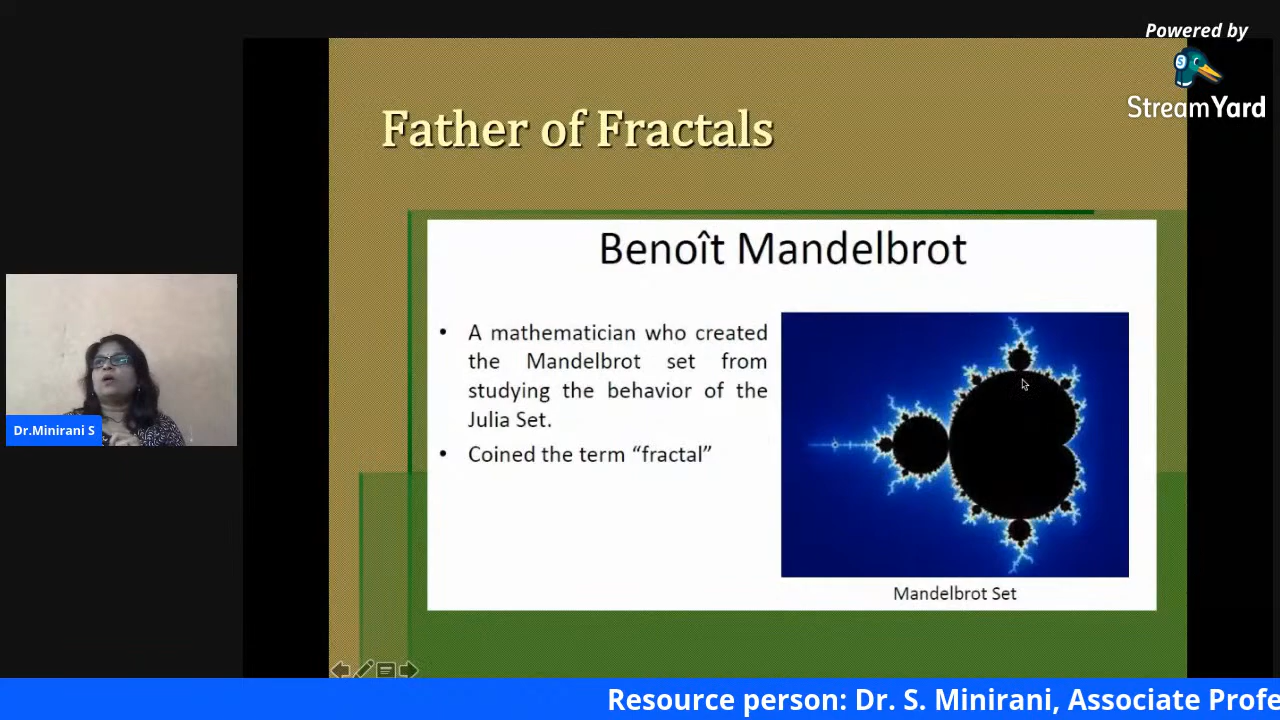 Powered by
StreamYard
Father of Fractals
Benoît Mandelbrot
• A mathematician who created
the Mandelbrot set from
studying the behavior of the
Julia Set.
• Coined the term “fractal”
Mandelbrot Set
Dr.Minirani S
Resource person: Dr. S. Minirani, Associate Profe